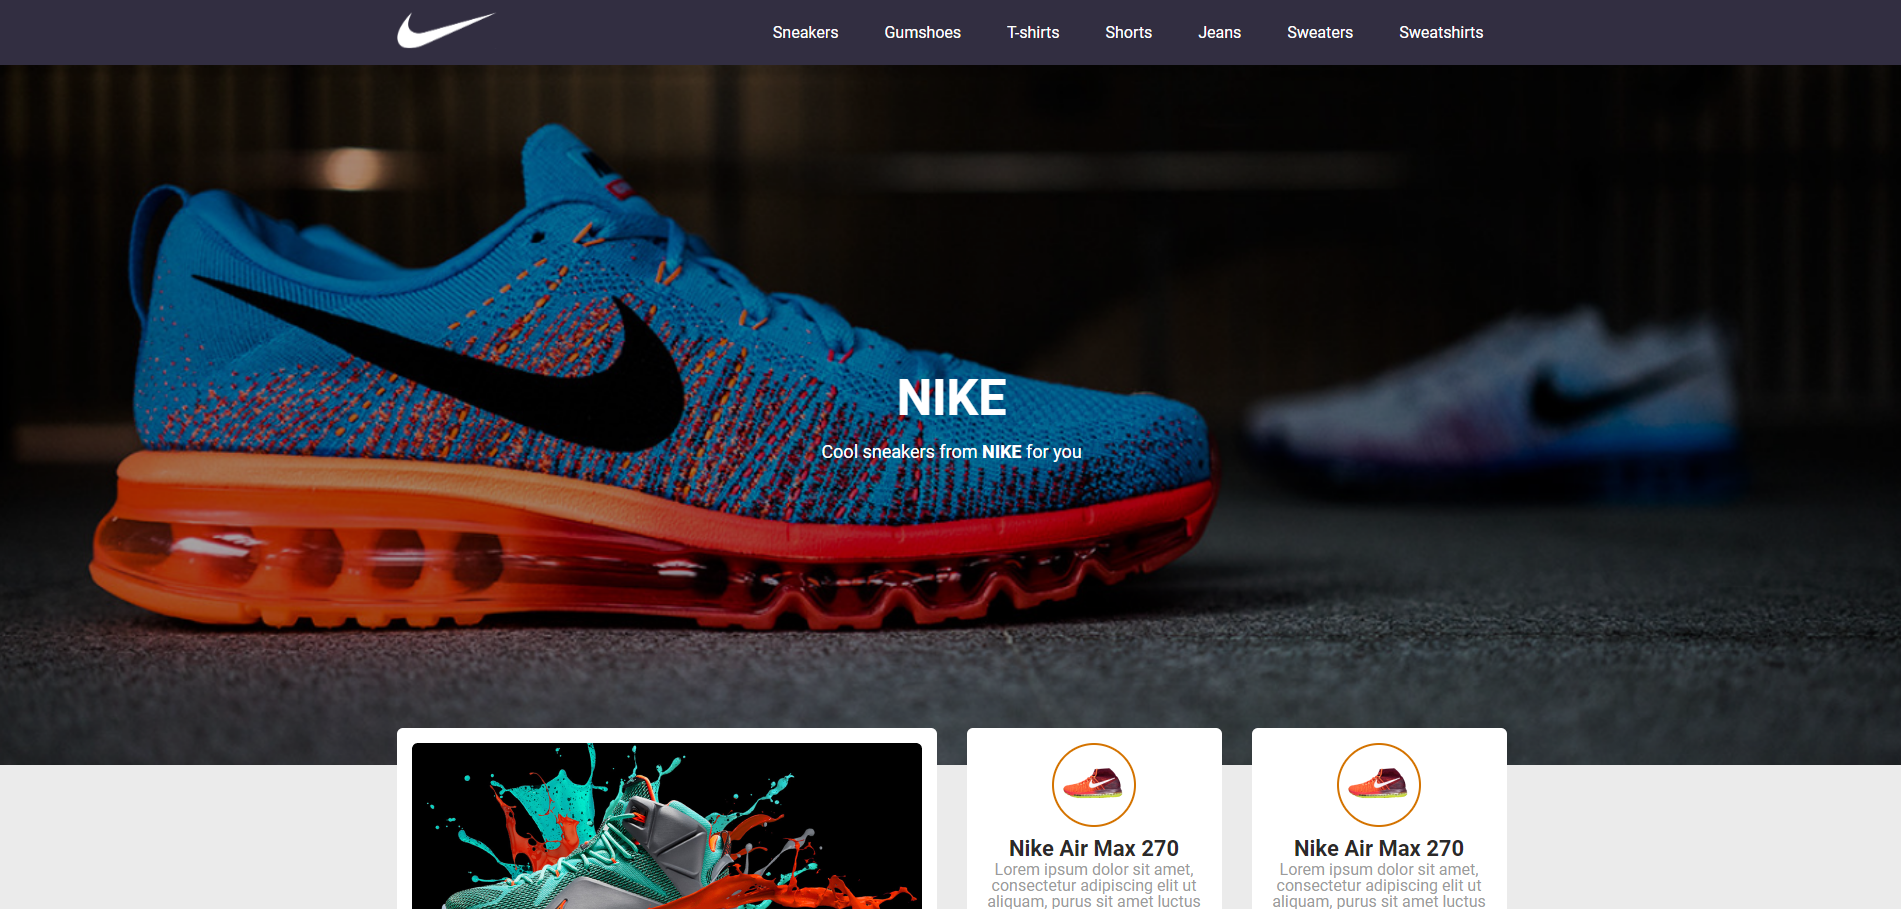 Sneakers Gumshoes T-shirts Shorts Jeans Sweaters Sweatshirts
NIKE
Cool sneakers from NIKE for you
Nike Air Max 270
Lorem ipsum dolor sit amet,
consectetur adipiscing elit ut
aliquam, purus sit amet luctus
Nike Air Max 270
Lorem ipsum dolor sit amet,
consectetur adipiscing elit ut
aliquam, purus sit amet luctus